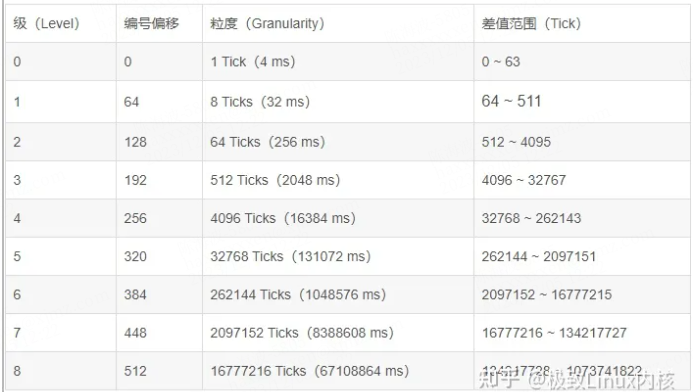 级（Level） 编号偏移 粒度（Granularity） 差值范围（Tick）
0 0 1 Tick（4 ms） 0 ~ 63
1 64 8 Ticks（32 ms） 64 ~ 511
2 128 64 Ticks（256 ms） 512 ~ 4095
3 192 512 Ticks（2048 ms） 4096 ~ 32767
4 256 4096 Ticks（16384 ms） 32768 ~ 262143
5 320 32768 Ticks（131072 ms） 262144 ~ 2097151
6 384 262144 Ticks（1048576 ms） 2097152 ~ 16777215
7 448 2097152 Ticks（8388608 ms） 16777216 ~ 134217727
8 512 16777216 Ticks（67108864 ms） ~ 1073741822
知乎 @极致Linux内核